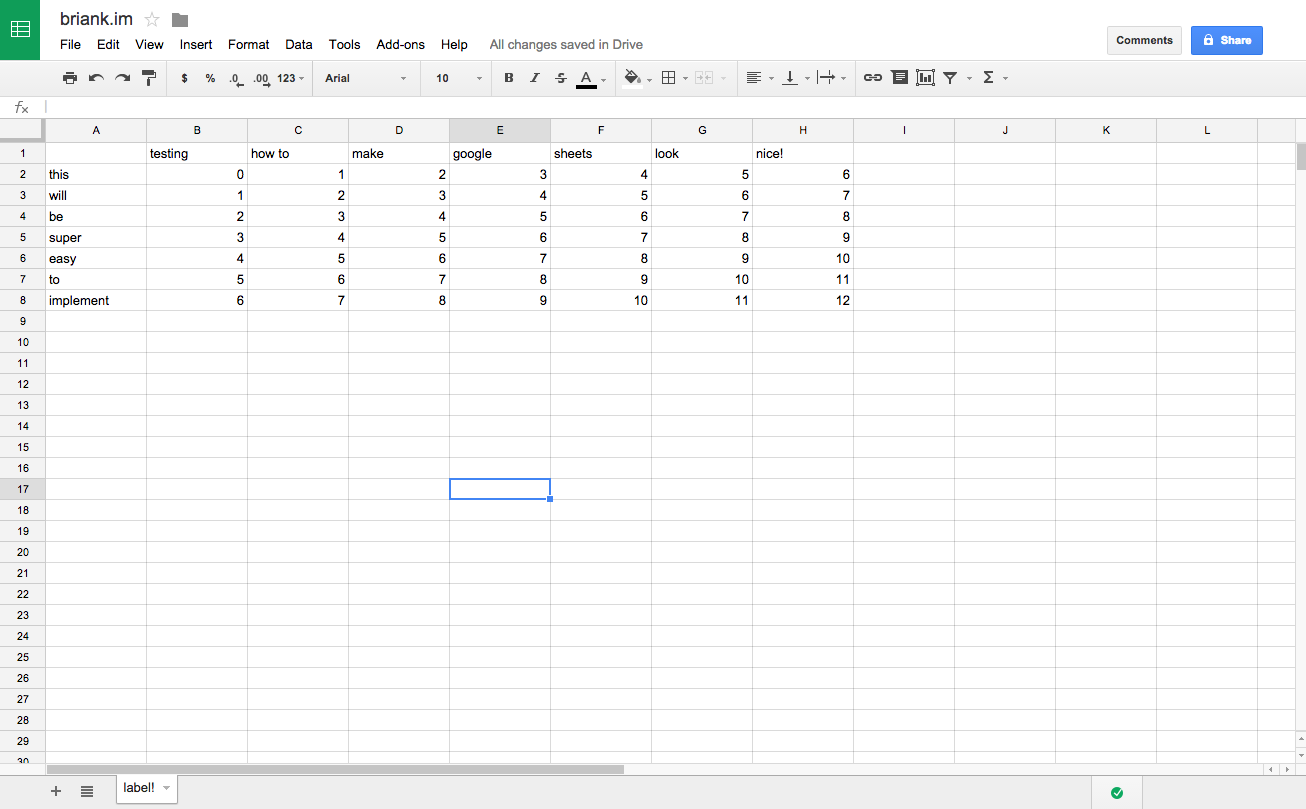 briank.im
File Edit View Insert Format Data Tools Add-ons Help All changes saved in Drive
Comments Share
$ % .0 .00 123 Arial 10 B I S A Σ
fx
A B C D E F G H I J K L
1 testing how to make google sheets look nice!
2 this 0 1 2 3 4 5 6
3 will 1 2 3 4 5 6 7
4 be 2 3 4 5 6 7 8
5 super 3 4 5 6 7 8 9
6 easy 4 5 6 7 8 9 10
7 to 5 6 7 8 9 10 11
8 implement 6 7 8 9 10 11 12
9
10
11
12
13
14
15
16
17
18
19
20
21
22
23
24
25
26
27
28
29
30
label!